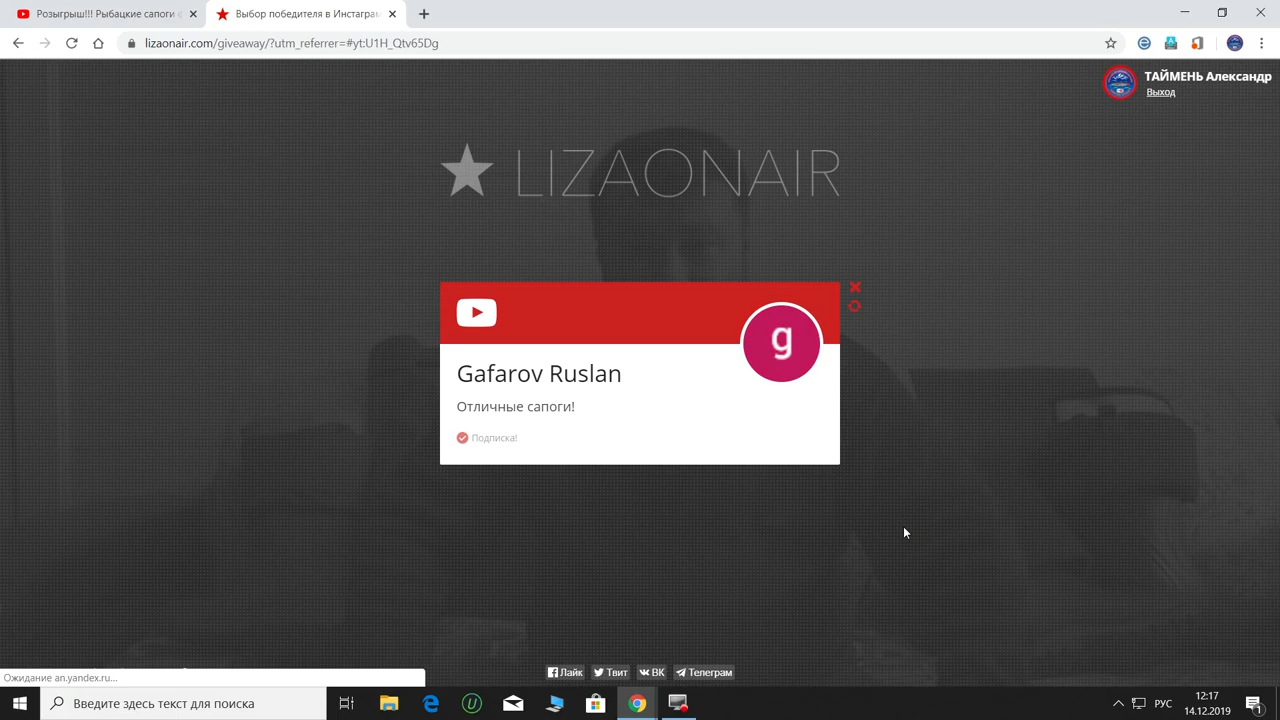 Розыгрыш!!! Рыбацкие сапоги
Выбор победителя в Инстаграм
lizaonair.com/giveaway/?utm_referrer=#yt:U1H_Qtv65Dg
ТАЙМЕНЬ Александр
Выход
LIZAONAIR
g
Gafarov Ruslan
Отличные сапоги!
Подписка!
Лайк Твит ВК Телеграм
Ожидание an.yandex.ru...
Введите здесь текст для поиска
РУС
12:17
14.12.2019
1